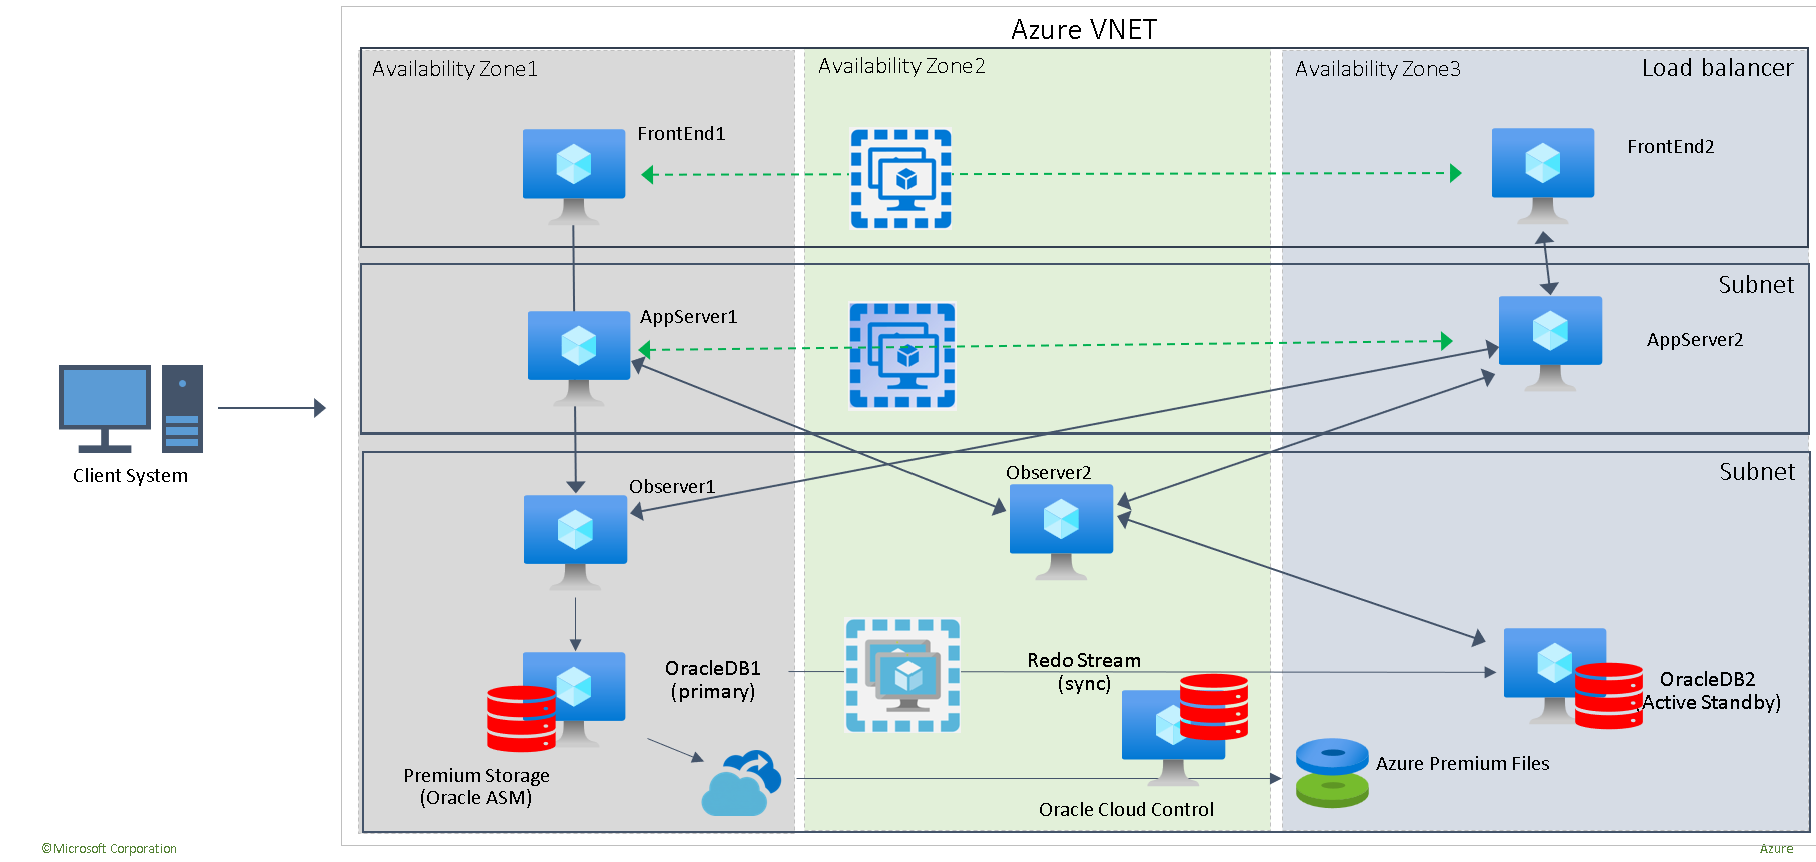 Azure VNET
Availability Zone1
Availability Zone2
Availability Zone3
Load balancer
FrontEnd1
FrontEnd2
Subnet
AppServer1
AppServer2
Client System
Subnet
Observer1
Observer2
OracleDB1
(primary)
Redo Stream
(sync)
OracleDB2
(Active Standby)
Premium Storage
(Oracle ASM)
Azure Premium Files
Oracle Cloud Control
©Microsoft Corporation
Azure